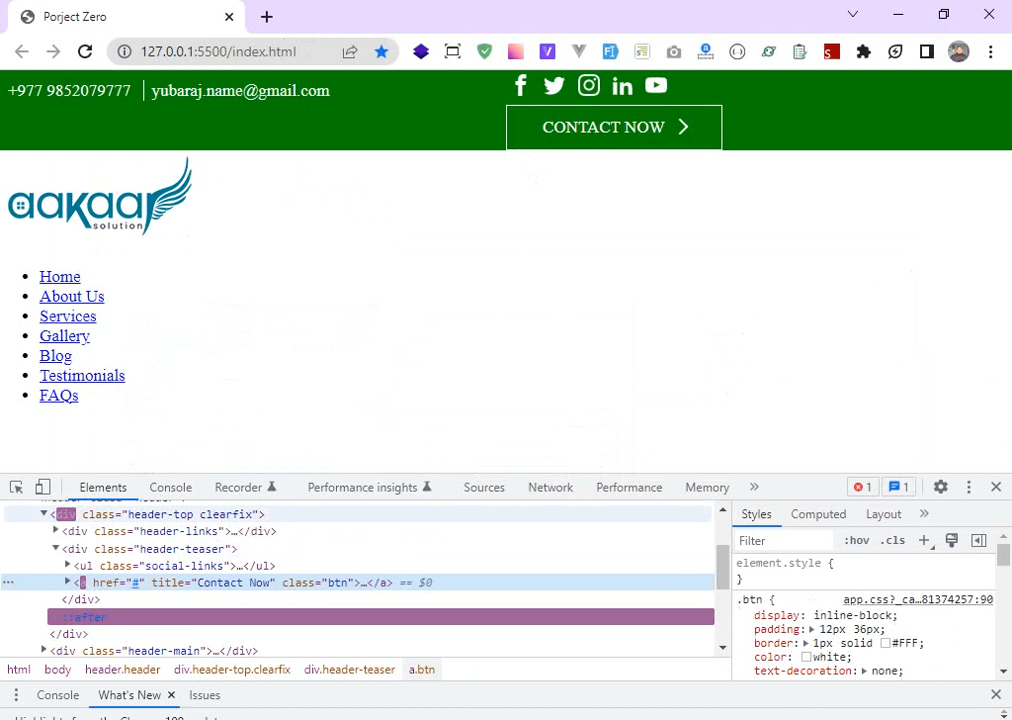 Porject Zero
127.0.0.1:5500/index.html
+977 9852079777 yubaraj.name@gmail.com
CONTACT NOW
aakaar
solution
Home
About Us
Services
Gallery
Blog
Testimonials
FAQs
Elements Console Recorder Performance insights Sources Network Performance Memory » 1 1
<div class="header-top clearfix">
<div class="header-links">…</div>
<div class="header-teaser">
<ul class="social-links">…</ul>
<a href="#" title="Contact Now" class="btn">…</a> == $0
</div>
::after
</div>
<div class="header-main">…</div>
html body header.header div.header-top.clearfix div.header-teaser a.btn
Styles Computed Layout »
Filter :hov .cls +
element.style {
}
.btn { app.css?_ca…81374257:90
display: inline-block;
padding: 12px 36px;
border: 1px solid #FFF;
color: white;
text-decoration: none;
Console What's New Issues